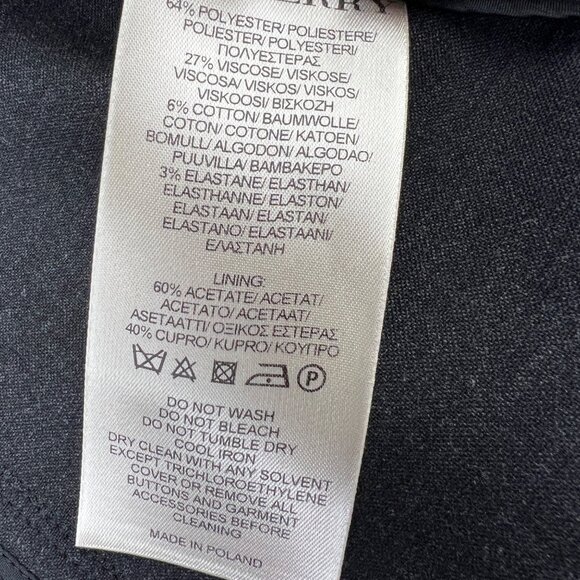 64% POLYESTER/ POLIESTERE/
POLIESTER/ POLYESTERI/
ΠΟΛΥΕΣΤΕΡΑΣ
27% VISCOSE/ VISKOSE/
VISCOSA/ VISKOS/ VISKOS/
VISKOOSI/ ΒΙΣΚΟΖΗ
6% COTTON/ BAUMWOLLE/
COTON/ COTONE/ KATOEN/
BOMULL/ ALGODON/ ALGODAO/
PUUVILLA/ ΒΑΜΒΑΚΕΡΟ
3% ELASTANE/ ELASTHAN/
ELASTHANNE/ ELASTON/
ELASTAAN/ ELASTAN/
ELASTANO/ ELASTAANI/
ΕΛΑΣΤΑΝΗ
LINING:
60% ACETATE/ ACETAT/
ACETATO/ ACETAAT/
ASETAATTI/ ΟΞΙΚΟΣ ΕΣΤΕΡΑΣ
40% CUPRO/ KUPRO/ ΚΟΥΠΡΟ
P
DO NOT WASH
DO NOT BLEACH
DO NOT TUMBLE DRY
COOL IRON
DRY CLEAN WITH ANY SOLVENT
EXCEPT TRICHLOROETHYLENE
COVER OR REMOVE ALL
BUTTONS AND GARMENT
ACCESSORIES BEFORE
CLEANING
MADE IN POLAND